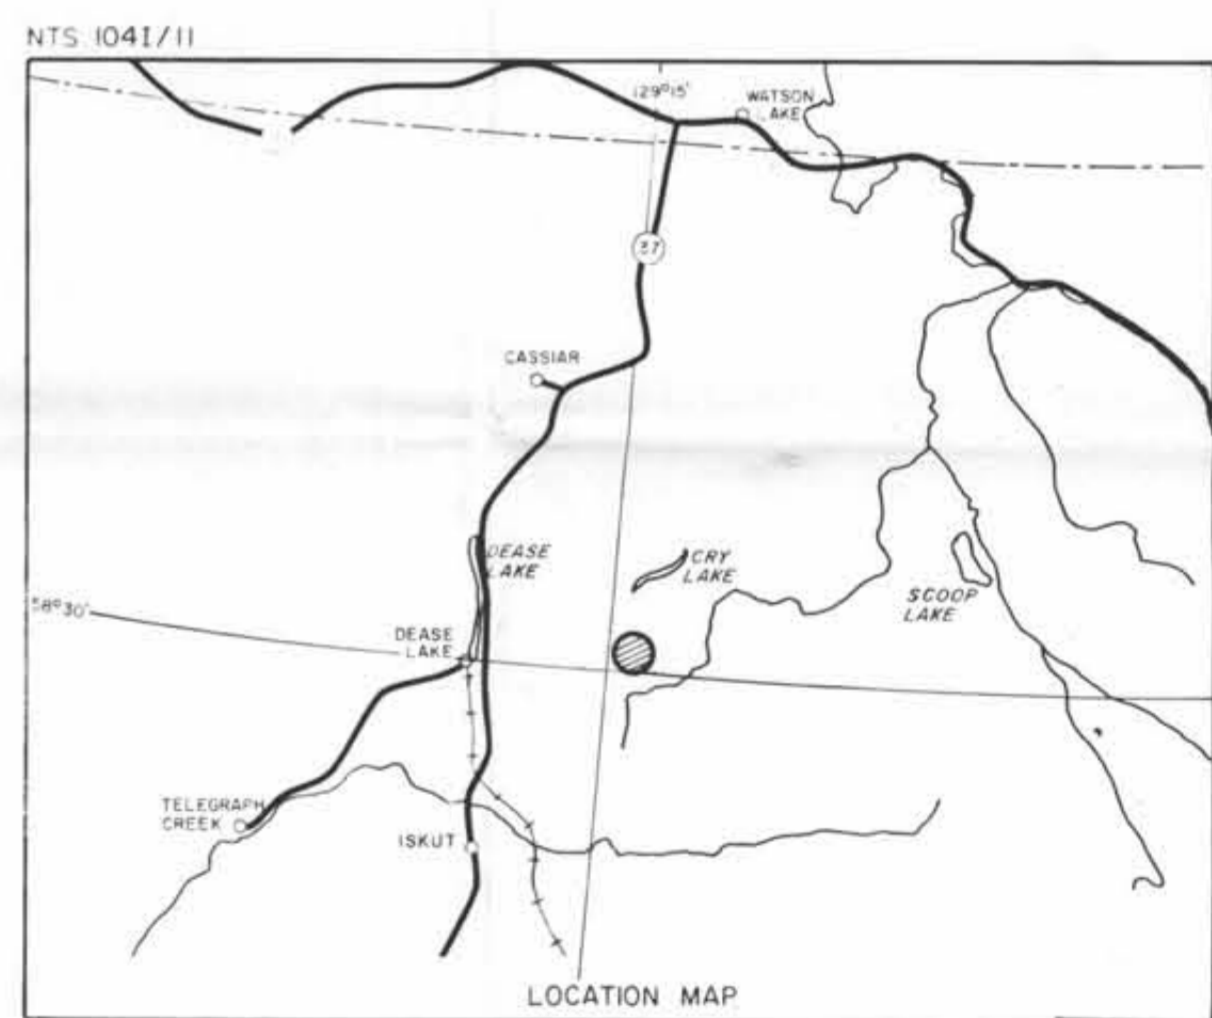 NTS 104I/11
129°15'
WATSON
LAKE
37
CASSIAR
DEASE
LAKE
CRY
LAKE
SCOOP
LAKE
58°30'
DEASE
LAKE
TELEGRAPH
CREEK
ISKUT
LOCATION MAP